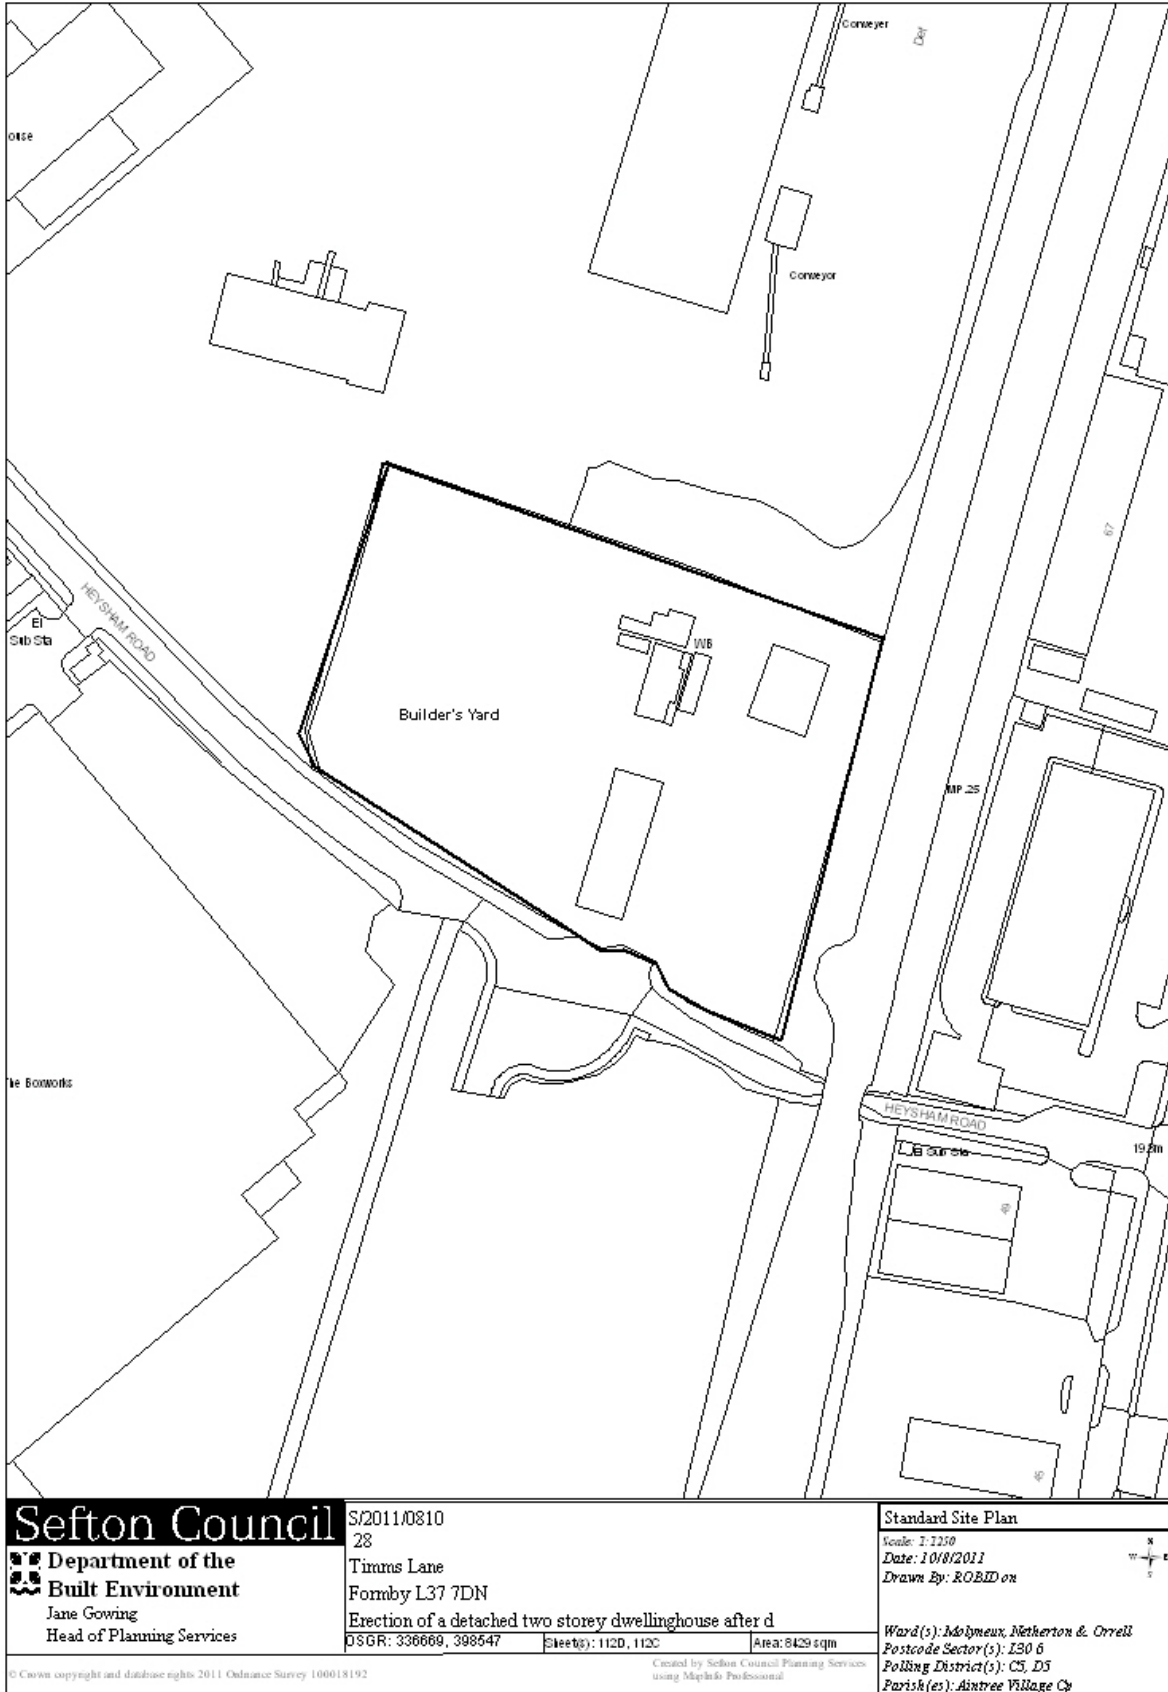 Conveyer
Def
ouse
Conveyor
67
HEYSHAM ROAD
El
Sub Sta
WB
Builder's Yard
MP .25
The Boxworks
HEYSHAM ROAD
19.8m
El Sub Sta
Sefton Council
Department of the
Built Environment
Jane Gowing
Head of Planning Services
S/2011/0810
28
Timms Lane
Formby L37 7DN
Erection of a detached two storey dwellinghouse after d
OSGR: 336669, 398547
Sheet(s): 112D, 112C
Area: 8429 sqm
Standard Site Plan
Scale: 1:1250
Date: 10/8/2011
Drawn By: ROBIDon
N
W E
S
Ward(s): Molyneux, Netherton & Orrell
Postcode Sector(s): L30 6
Polling District(s): C5, D5
Parish(es): Aintree Village Cp
© Crown copyright and database rights 2011 Ordnance Survey 100018192
Created by Sefton Council Planning Services
using MapInfo Professional